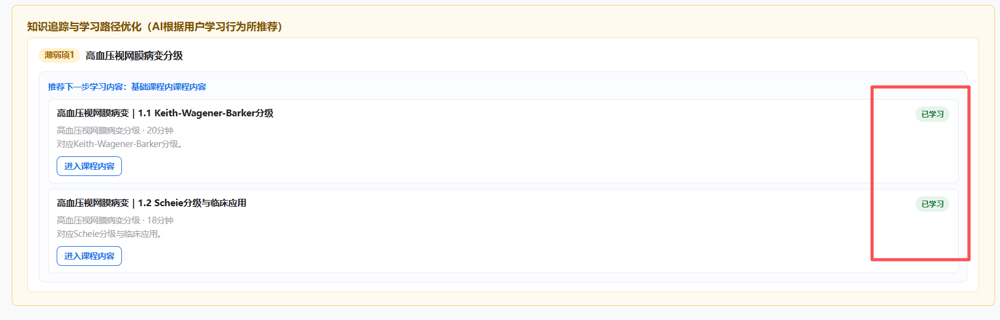 知识追踪与学习路径优化（AI根据用户学习行为所推荐）
薄弱项1 高血压视网膜病变分级
推荐下一步学习内容：基础课程内课程内容
高血压视网膜病变 | 1.1 Keith-Wagener-Barker分级 已学习
高血压视网膜病变分级 · 20分钟
对应Keith-Wagener-Barker分级。
进入课程内容
高血压视网膜病变 | 1.2 Scheie分级与临床应用 已学习
高血压视网膜病变分级 · 18分钟
对应Scheie分级与临床应用。
进入课程内容